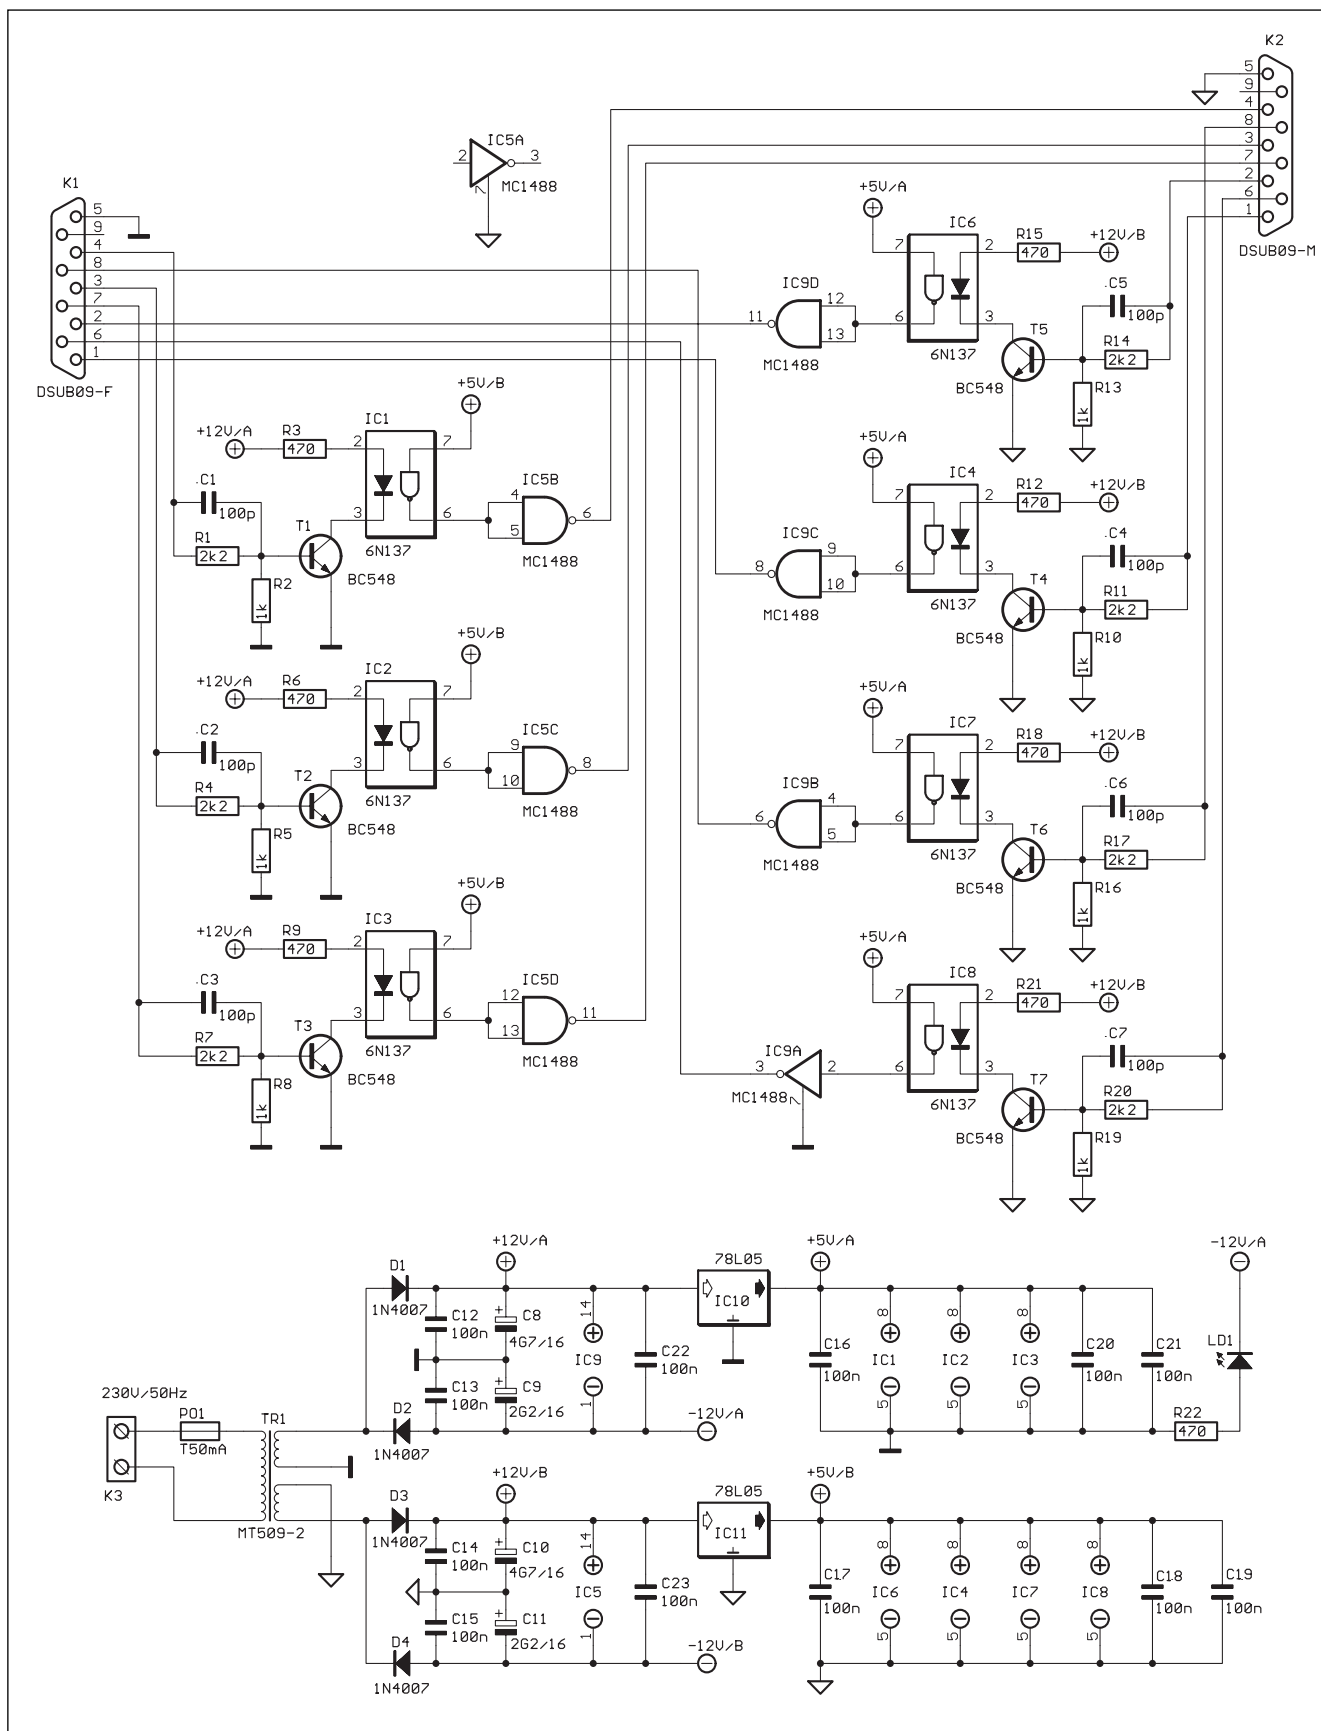 K2
5
9
4
8
3
7
2
6
1
DSUB09-M
IC5A
2
3
7
MC1488
K1
5
9
4
8
3
7
2
6
1
DSUB09-F
+5V/A
IC6
7
2
R15
470
+12V/B
6
3
6N137
IC9D
11
12
13
MC1488
.C5
100p
T5
BC548
R14
2k2
R13
1k
+5V/B
IC1
+12V/A
R3
470
2
7
3
6
6N137
.C1
100p
R1
2k2
T1
BC548
R2
1k
IC5B
4
5
6
MC1488
+5V/A
IC4
7
2
R12
470
+12V/B
6
3
6N137
IC9C
8
9
10
MC1488
.C4
100p
T4
BC548
R11
2k2
R10
1k
+5V/B
IC2
+12V/A
R6
470
2
7
3
6
6N137
.C2
100p
R4
2k2
T2
BC548
R5
1k
IC5C
9
10
8
MC1488
+5V/A
IC7
7
2
R18
470
+12V/B
6
3
6N137
IC9B
6
4
5
MC1488
.C6
100p
T6
BC548
R17
2k2
R16
1k
+5V/B
IC3
+12V/A
R9
470
2
7
3
6
6N137
.C3
100p
R7
2k2
T3
BC548
R8
1k
IC5D
12
13
11
MC1488
+5V/A
IC8
7
2
R21
470
+12V/B
6
3
6N137
IC9A
3
2
MC1488
7
.C7
100p
T7
BC548
R20
2k2
R19
1k
+12V/A
D1
1N4007
C12
100n
+
C8
4G7/16
14
IC9
1
C22
100n
78L05
IC10
+5V/A
C16
100n
8
IC1
5
8
IC2
5
8
IC3
5
C20
100n
C21
100n
-12V/A
LD1
R22
470
C13
100n
+
C9
2G2/16
D2
1N4007
-12V/A
230V/50Hz
K3
PO1
T50mA
TR1
MT509-2
+12V/B
D3
1N4007
C14
100n
+
C10
4G7/16
14
IC5
1
C23
100n
78L05
IC11
+5V/B
C17
100n
8
IC6
5
8
IC4
5
8
IC7
5
8
IC8
5
C18
100n
C19
100n
C15
100n
+
C11
2G2/16
D4
1N4007
-12V/B